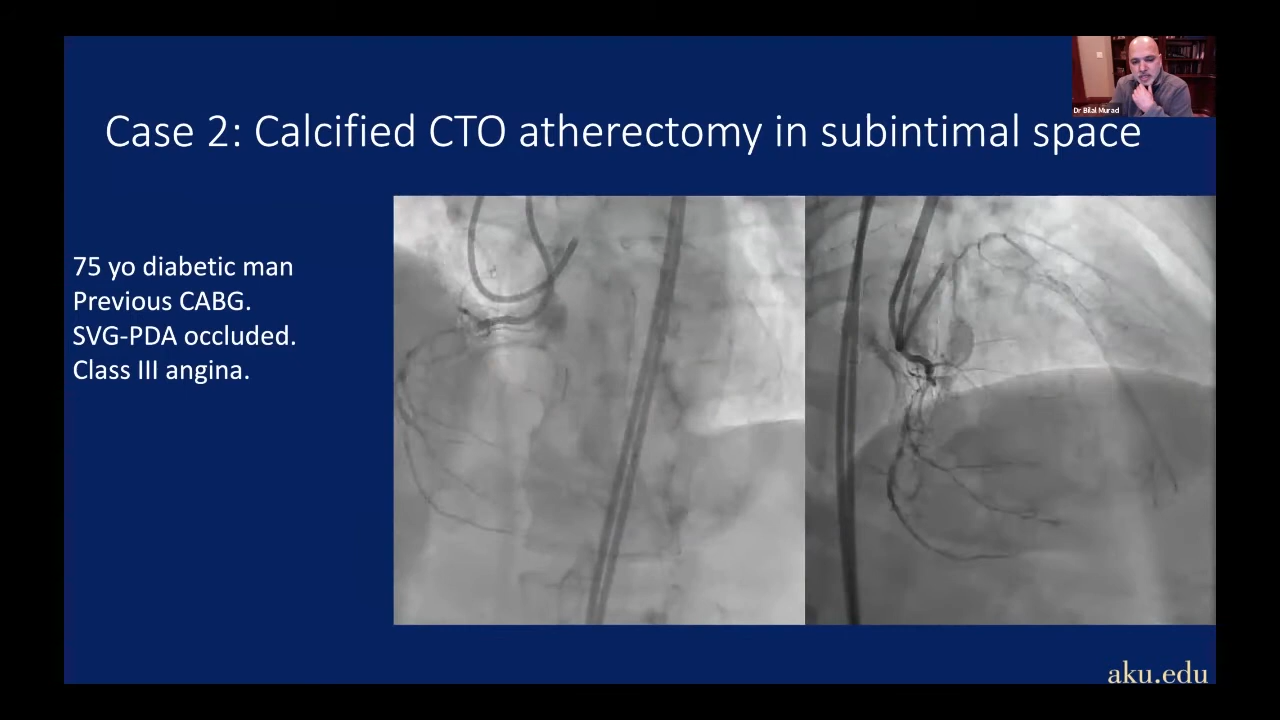 Dr Bilal Murad
Case 2: Calcified CTO atherectomy in subintimal space
75 yo diabetic man
Previous CABG.
SVG-PDA occluded.
Class III angina.
aku.edu